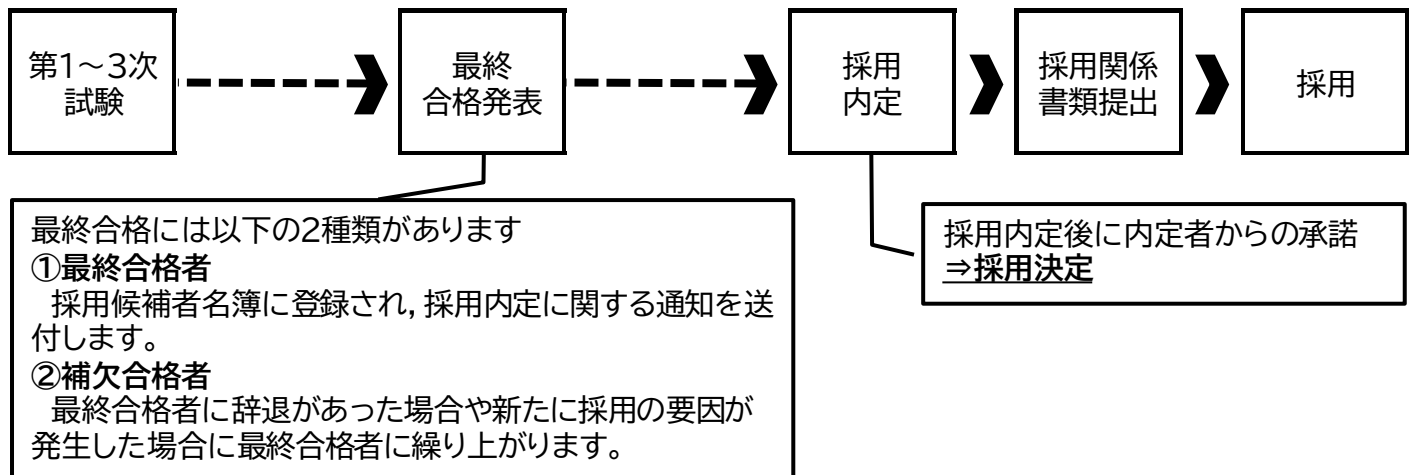 第1~3次
試験
最終
合格発表
採用
内定
採用関係
書類提出
採用
最終合格には以下の2種類があります
①最終合格者
採用候補者名簿に登録され,採用内定に関する通知を送
付します。
②補欠合格者
最終合格者に辞退があった場合や新たに採用の要因が
発生した場合に最終合格者に繰り上がります。
採用内定後に内定者からの承諾
⇒採用決定